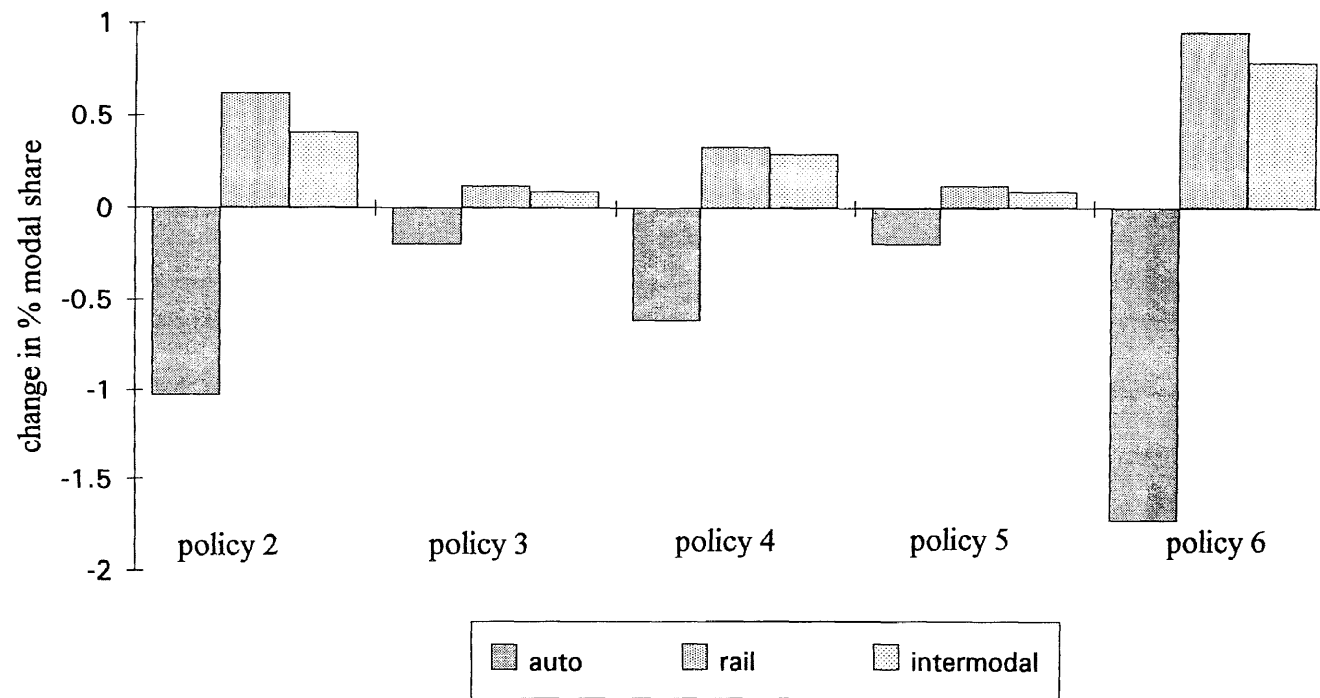 change in % modal share
1
0.5
0
-0.5
-1
-1.5
-2
policy 2
policy 3
policy 4
policy 5
policy 6
auto
rail
intermodal